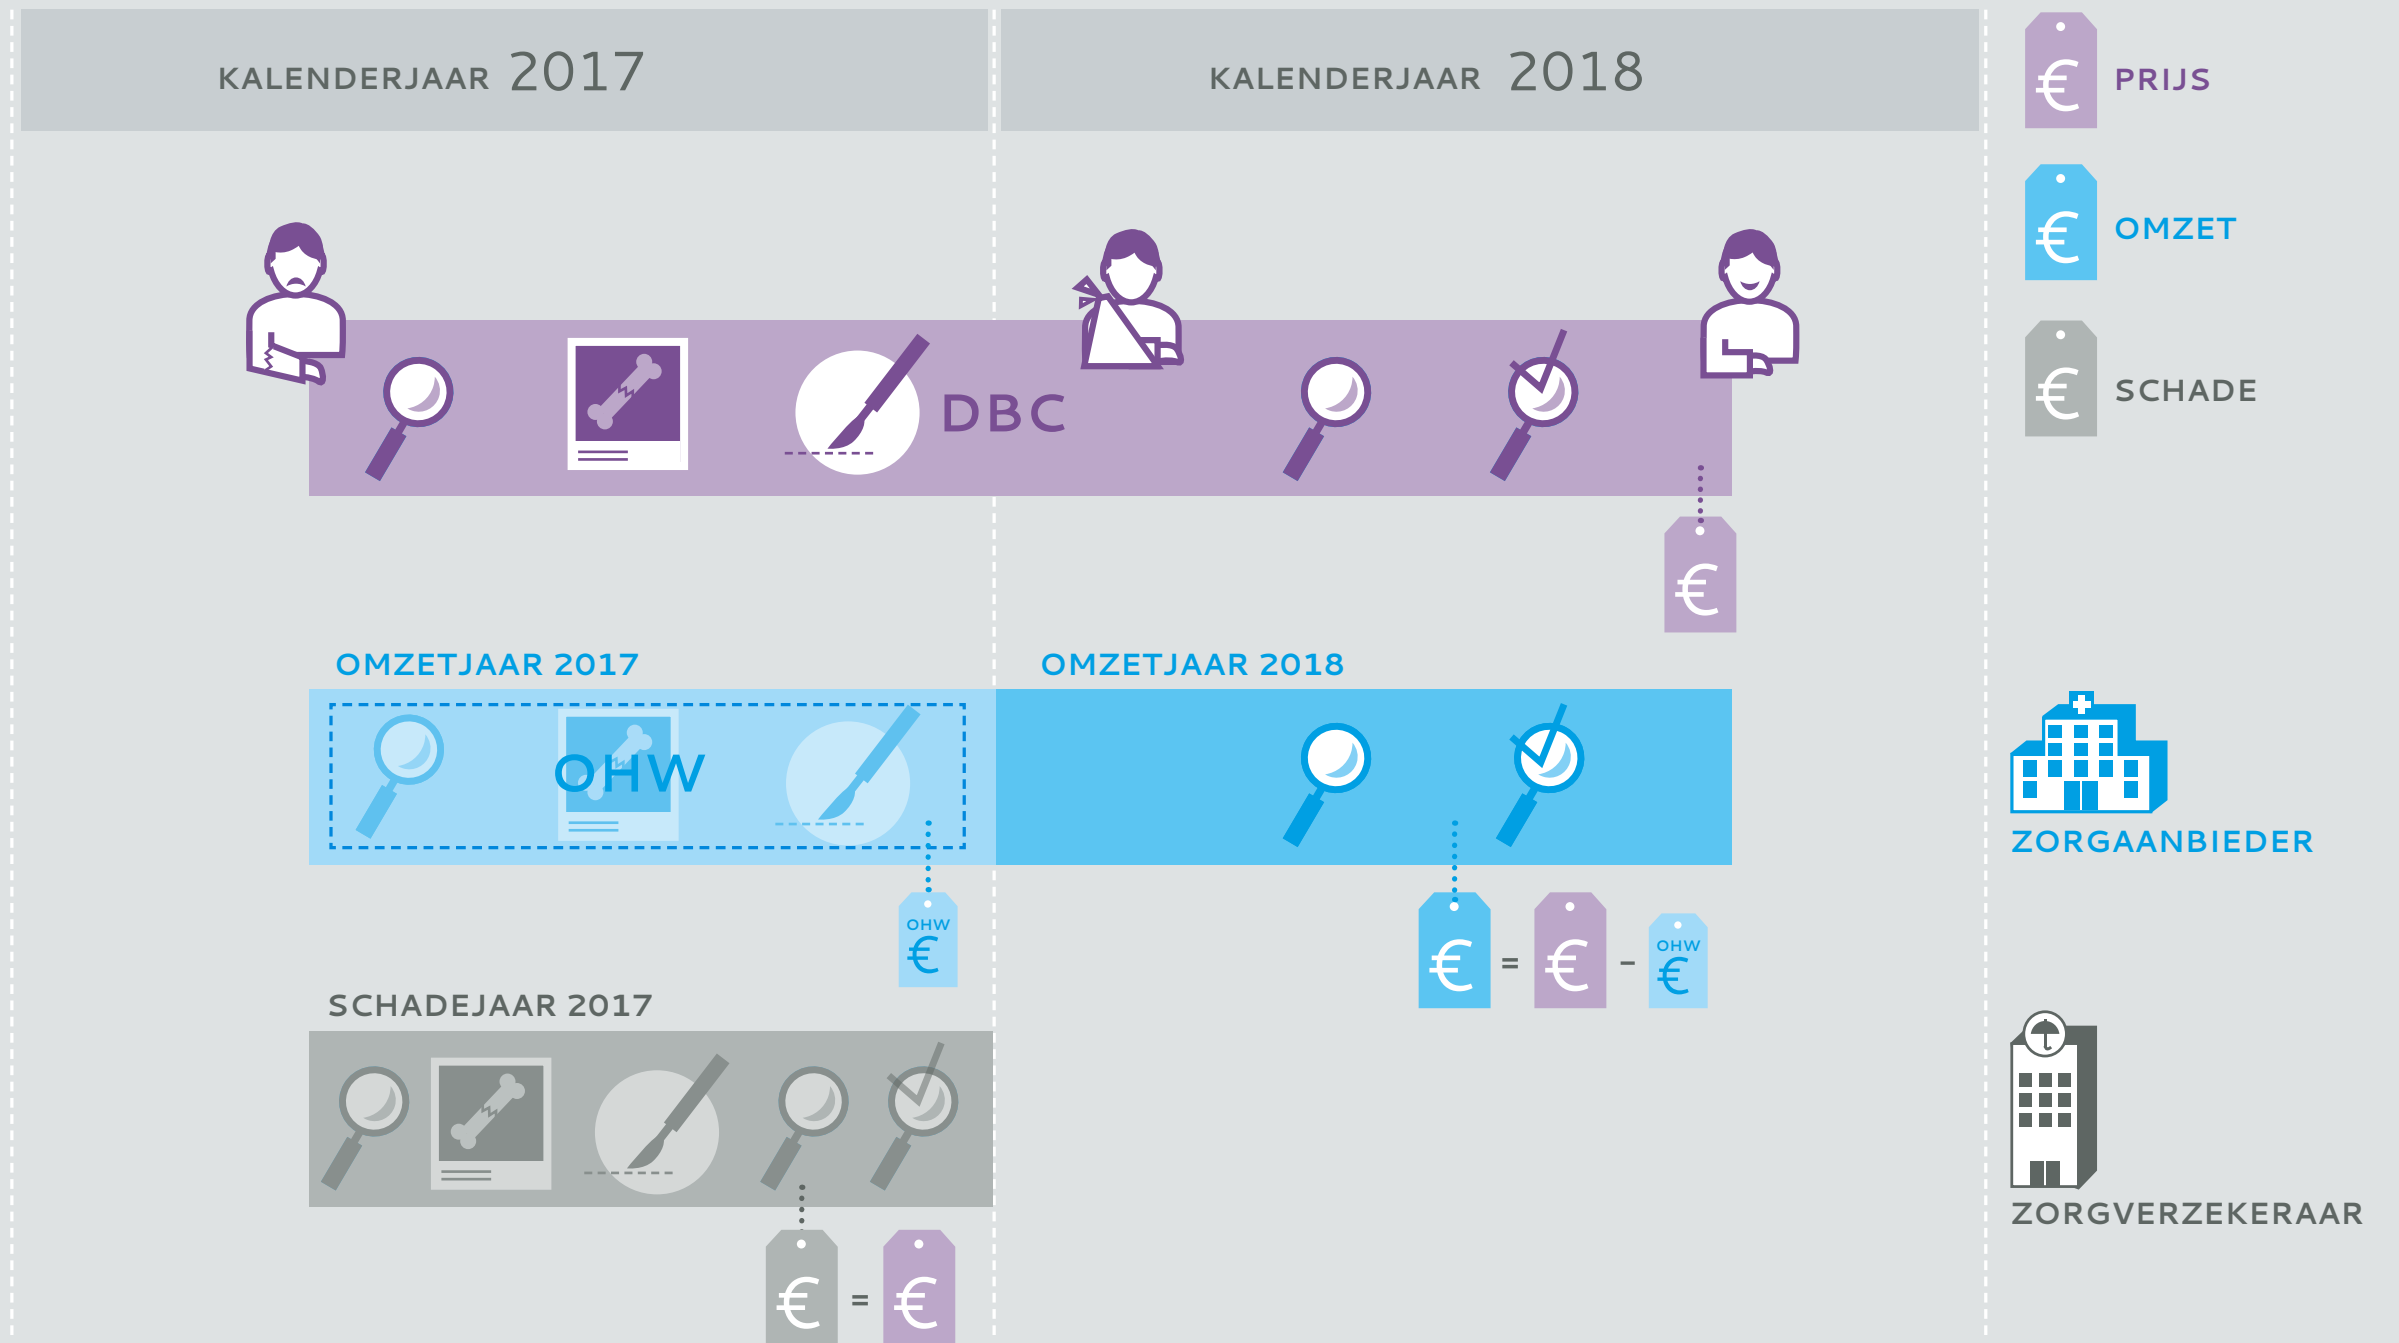 KALENDERJAAR 2017
KALENDERJAAR 2018
€ PRIJS
€ OMZET
€ SCHADE
DBC
€
OMZETJAAR 2017
OMZETJAAR 2018
OHW
ZORGAANBIEDER
OHW
€
€ = € - OHW €
SCHADEJAAR 2017
ZORGVERZEKERAAR
€ = €